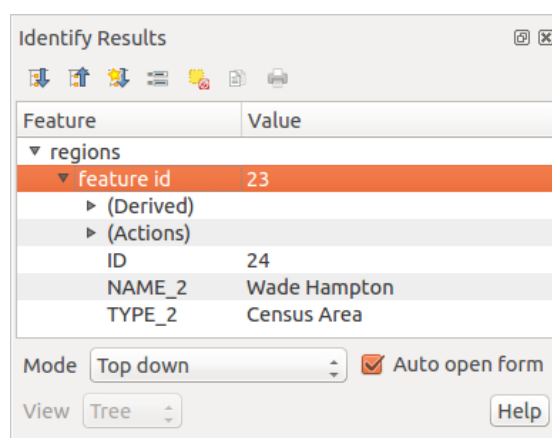 Identify Results
Feature Value
regions
feature id 23
(Derived)
(Actions)
ID 24
NAME_2 Wade Hampton
TYPE_2 Census Area
Mode Top down Auto open form
View Tree Help